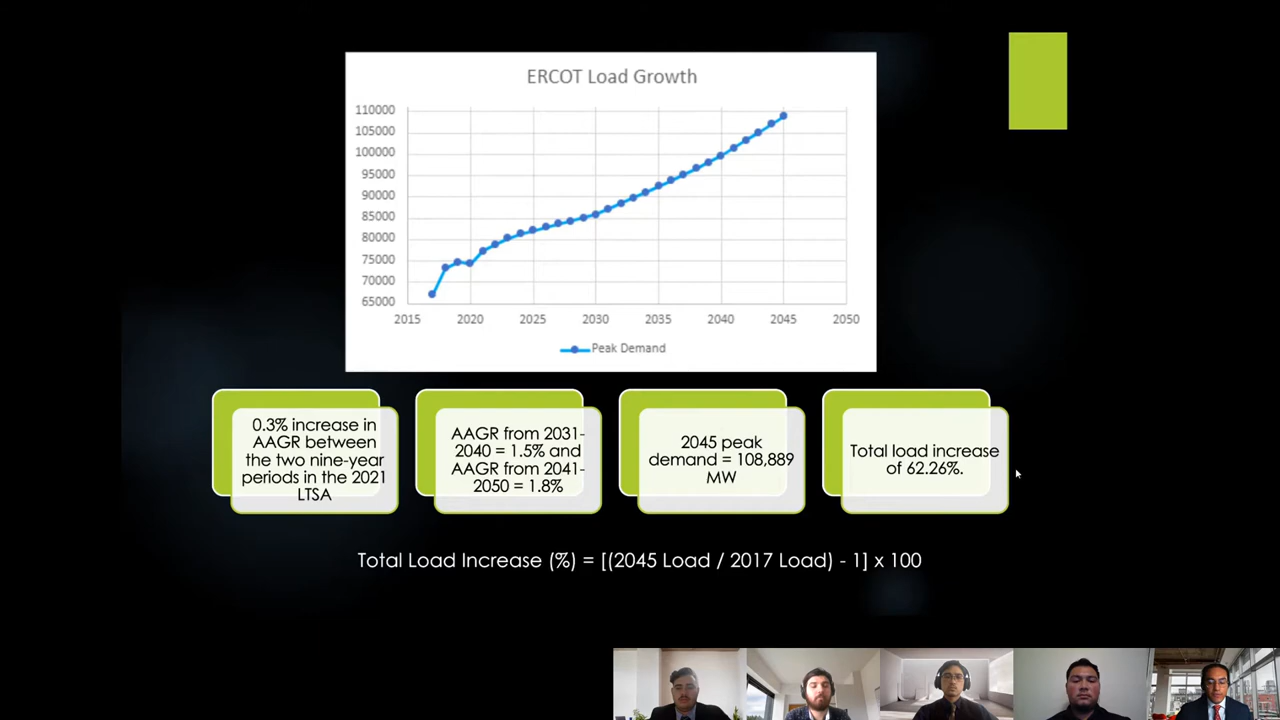 ERCOT Load Growth
110000
105000
100000
95000
90000
85000
80000
75000
70000
65000
2015 2020 2025 2030 2035 2040 2045 2050
Peak Demand
0.3% increase in
AAGR between
the two nine-year
periods in the 2021
LTSA
AAGR from 2031-
2040 = 1.5% and
AAGR from 2041-
2050 = 1.8%
2045 peak
demand = 108,889
MW
Total load increase
of 62.26%.
Total Load Increase (%) = [(2045 Load / 2017 Load) - 1] x 100